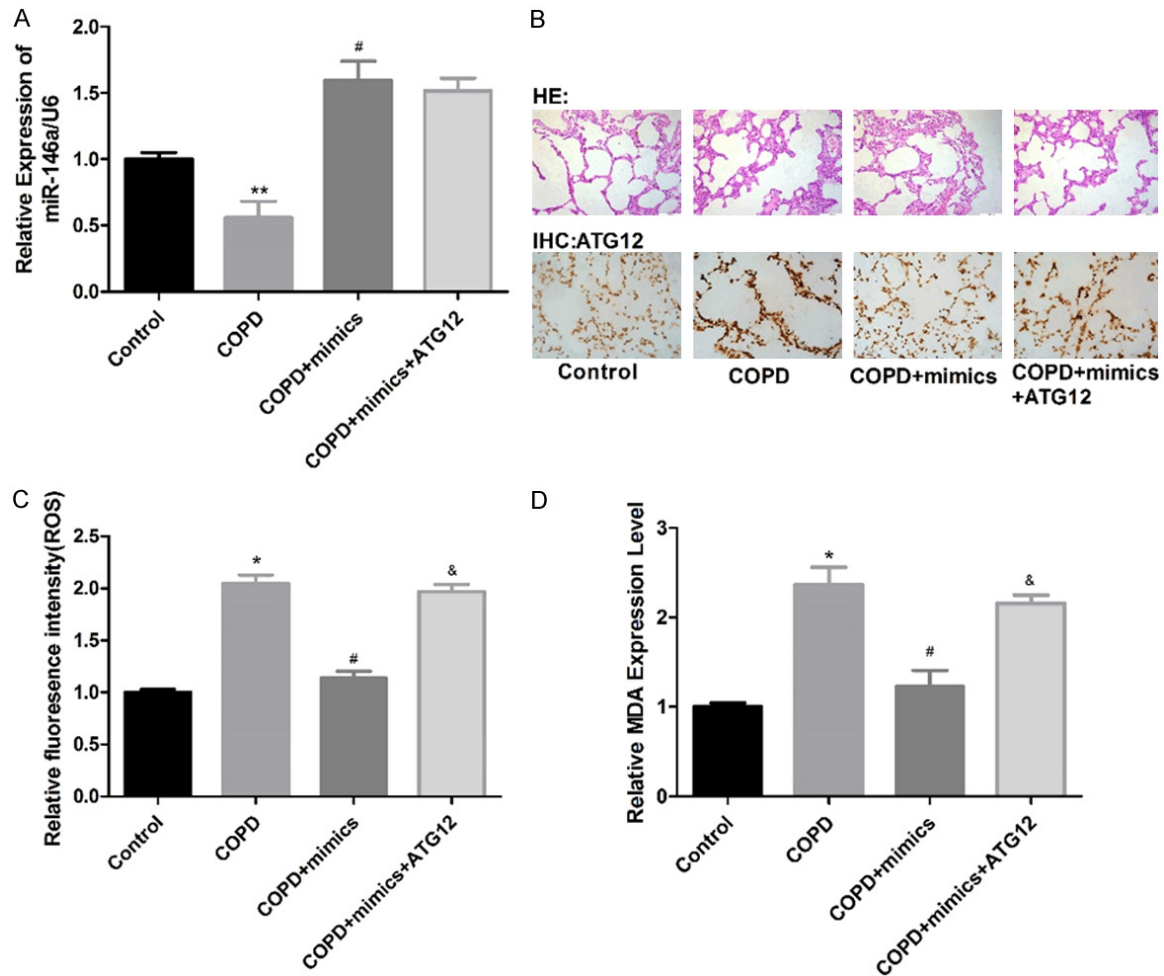 A
Relative Expression of
miR-146a/U6
2.0
1.5
1.0
0.5
0.0
**
#
Control
COPD
COPD+mimics
COPD+mimics+ATG12
B
HE:
IHC:ATG12
Control
COPD
COPD+mimics
COPD+mimics
+ATG12
C
Relative fluoresence intensity(ROS)
2.5
2.0
1.5
1.0
0.5
0.0
*
#
&
Control
COPD
COPD+mimics
COPD+mimics+ATG12
D
Relative MDA Expression Level
3
2
1
0
*
#
&
Control
COPD
COPD+mimics
COPD+mimics+ATG12